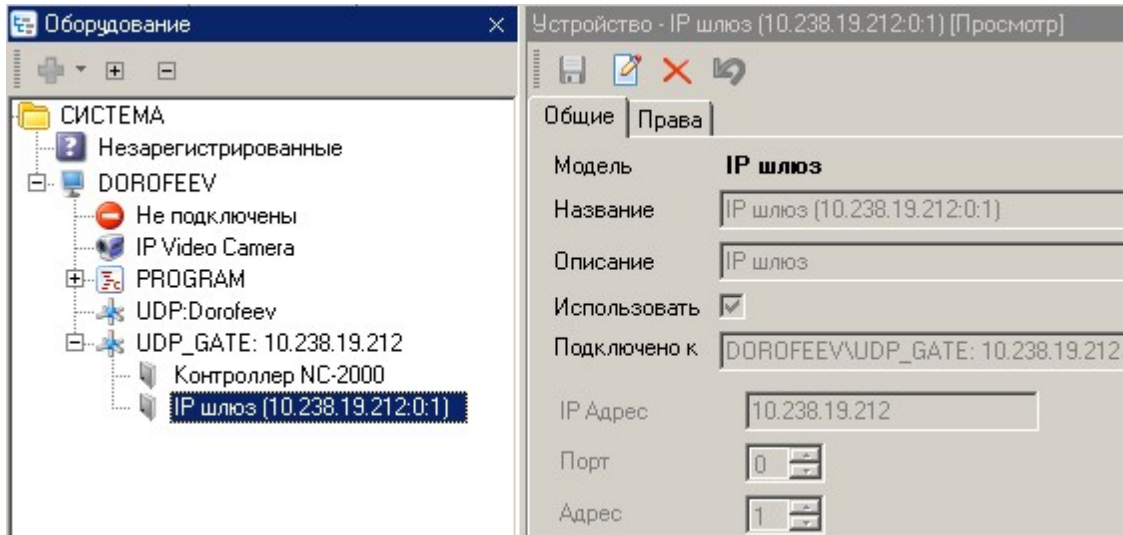 Оборудование
СИСТЕМА
Незарегистрированные
DOROFEEV
Не подключены
IP Video Camera
PROGRAM
UDP:Dorofeev
UDP_GATE: 10.238.19.212
Контроллер NC-2000
IP шлюз (10.238.19.212:0:1)
Устройство - IP шлюз (10.238.19.212:0:1) [Просмотр]
Общие Права
Модель IP шлюз
Название IP шлюз (10.238.19.212:0:1)
Описание IP шлюз
Использовать
Подключено к DOROFEEV\UDP_GATE: 10.238.19.212
IP Адрес 10.238.19.212
Порт 0
Адрес 1